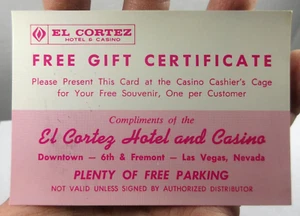 EL CORTEZ
HOTEL & CASINO
FREE GIFT CERTIFICATE
Please Present This Card at the Casino Cashier's Cage
for Your Free Souvenir, One per Customer
Compliments of the
El Cortez Hotel and Casino
Downtown — 6th & Fremont — Las Vegas, Nevada
PLENTY OF FREE PARKING
NOT VALID UNLESS SIGNED BY AUTHORIZED DISTRIBUTOR